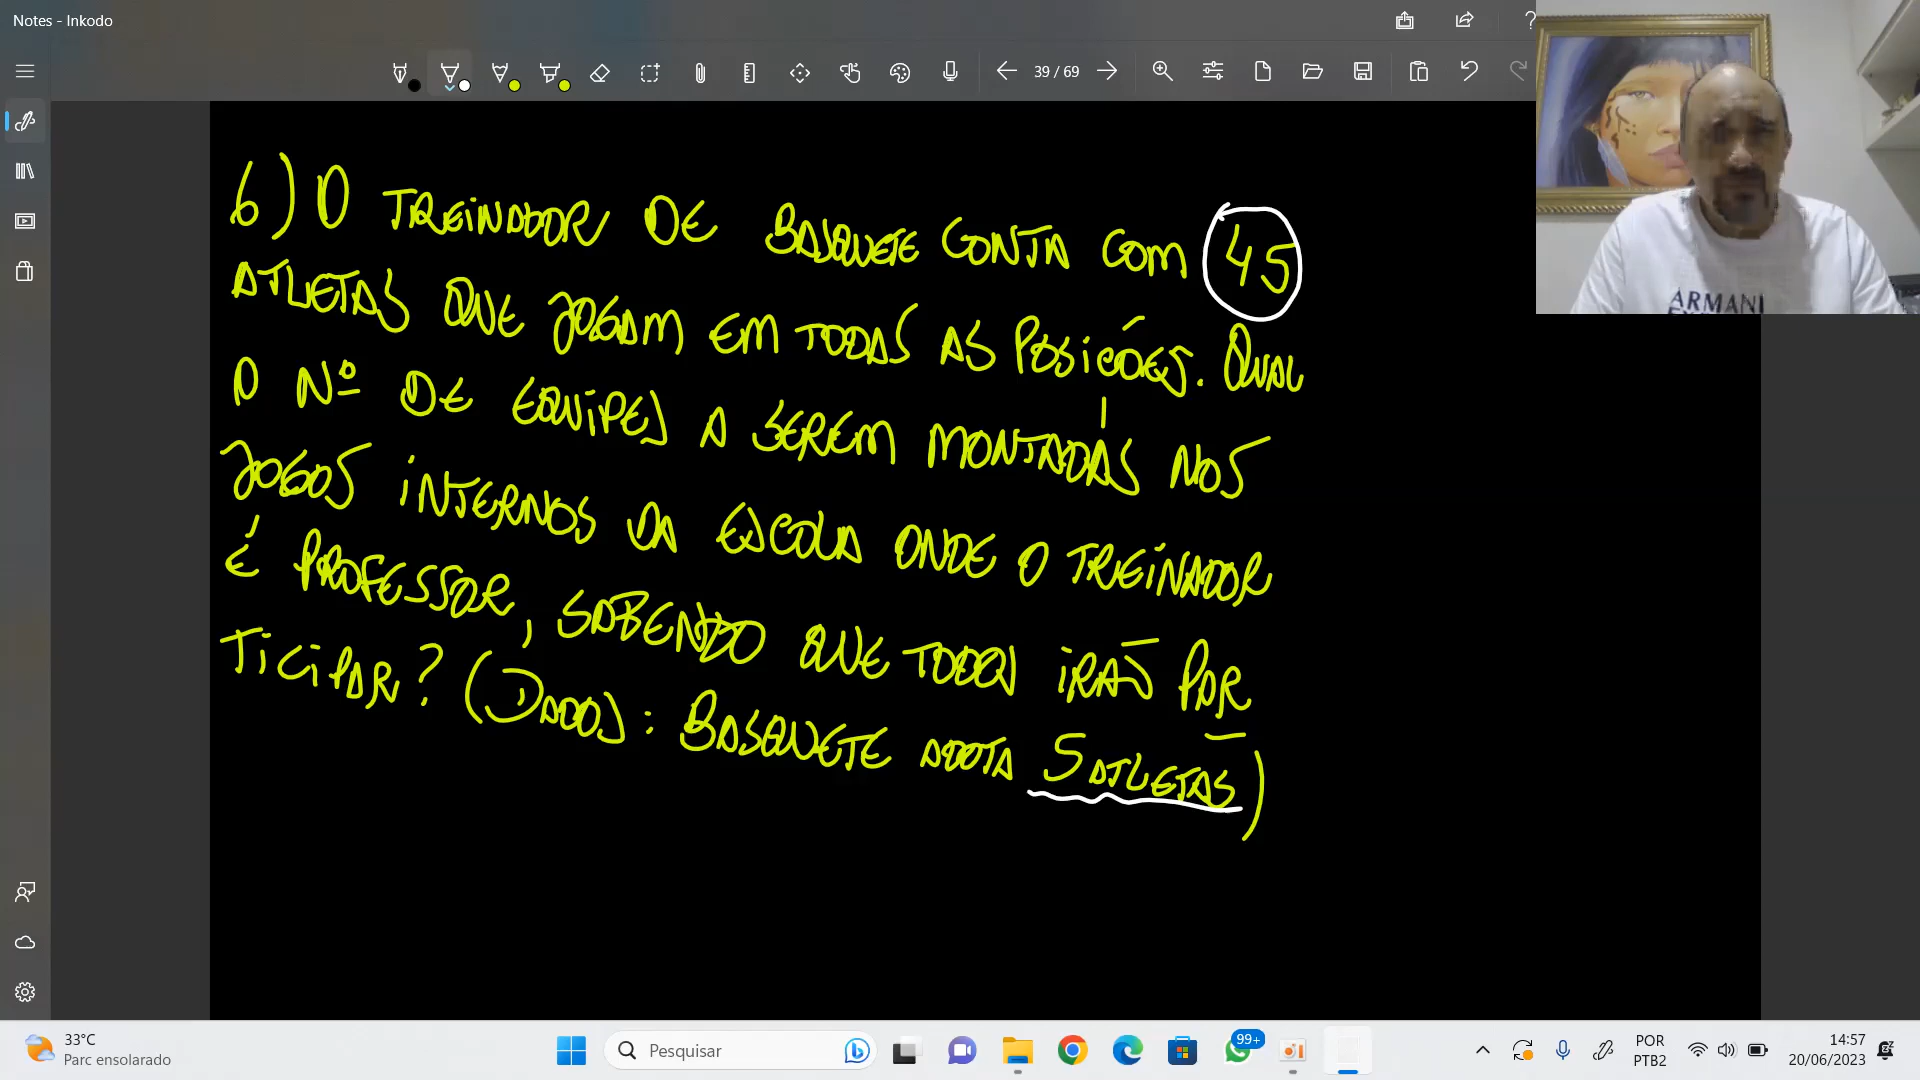 Notes - Inkodo
39 / 69
6) O TREINADOR DE BASQUETE CONTA COM 45
ATLETAS QUE JOGAM EM TODAS AS POSIÇÕES. QUAL
O Nº DE EQUIPES A SEREM MONTADAS NOS
JOGOS INTERNOS DA ESCOLA ONDE O TREINADOR
É PROFESSOR, SABENDO QUE TODOS IRÃO PAR
TICIPAR? (DADOS: BASQUETE ADOTA 5 ATLETAS)
ARMANI
33°C
Parc ensolarado
Pesquisar
99+
POR
PTB2
14:57
20/06/2023